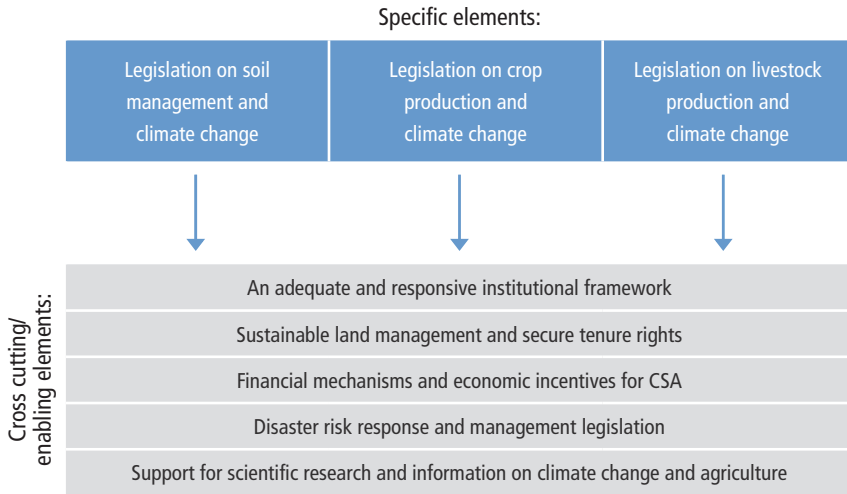 Specific elements:
Legislation on soil
management and
climate change
Legislation on crop
production and
climate change
Legislation on livestock
production and
climate change
Cross cutting/
enabling elements:
An adequate and responsive institutional framework
Sustainable land management and secure tenure rights
Financial mechanisms and economic incentives for CSA
Disaster risk response and management legislation
Support for scientific research and information on climate change and agriculture